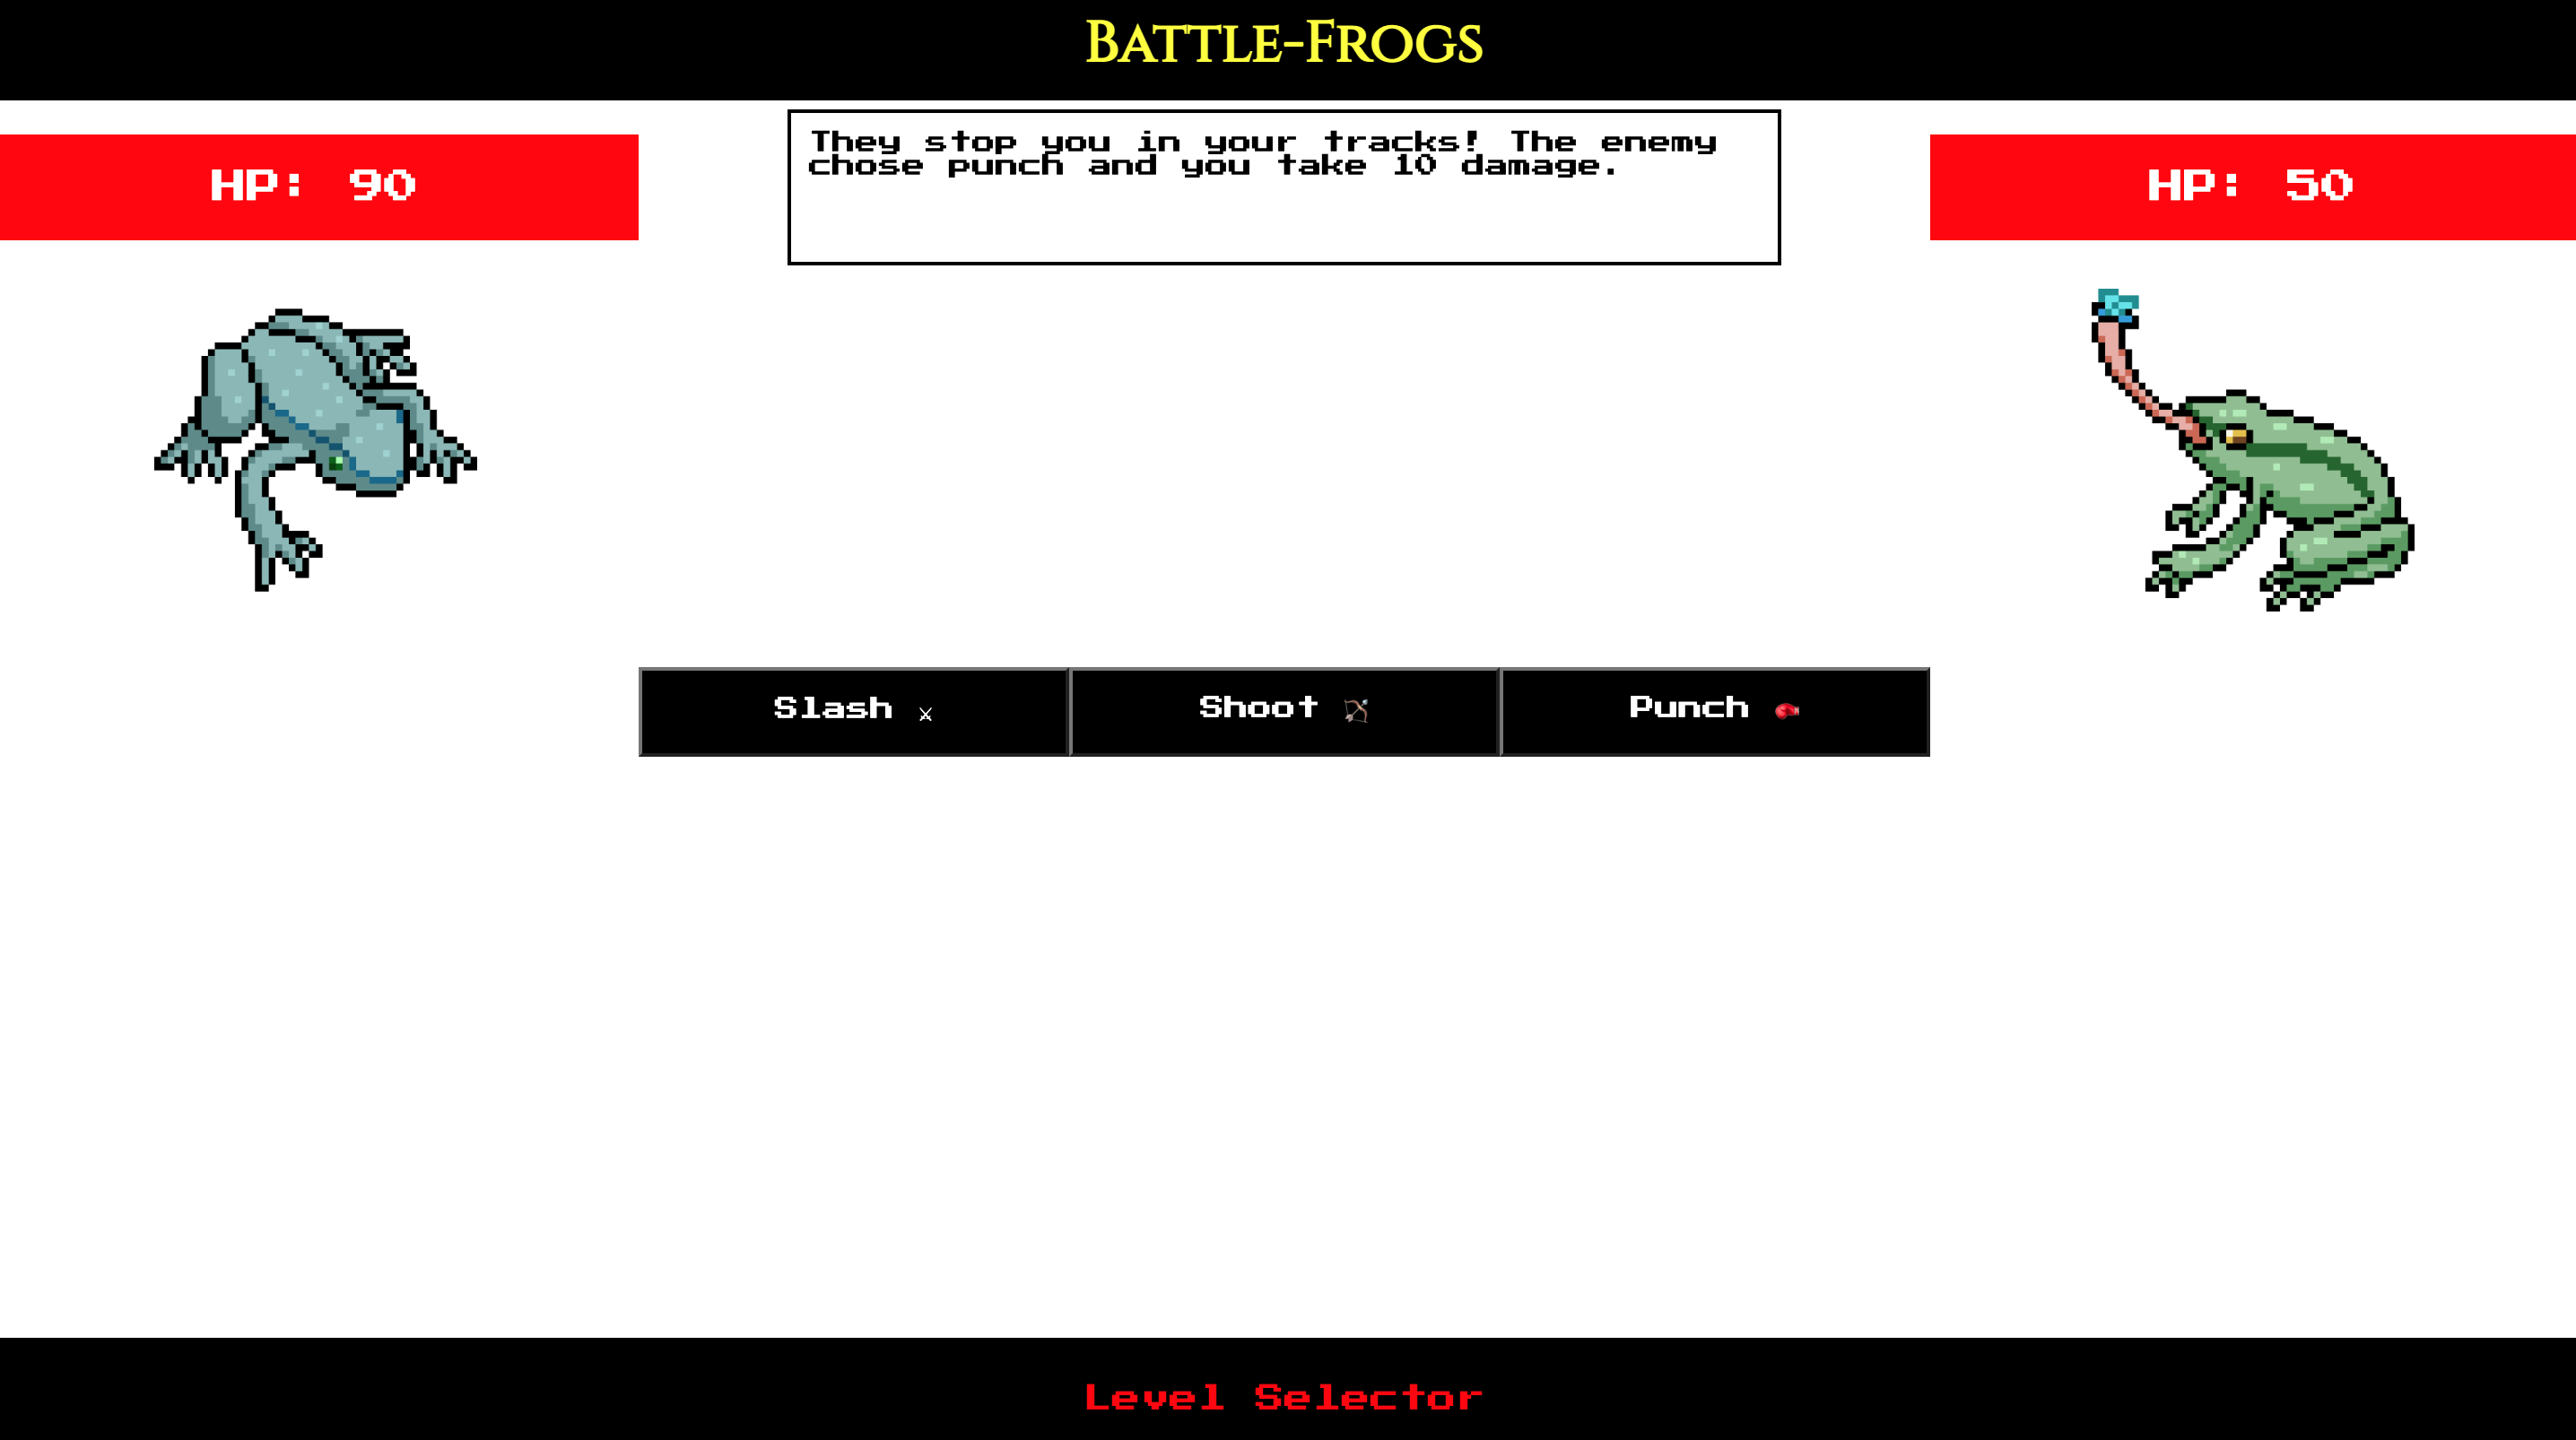 Battle-Frogs
HP: 90
They stop you in your tracks! The enemy
chose punch and you take 10 damage.
HP: 50
Slash ⚔
Shoot 🏹
Punch 🥊
Level Selector